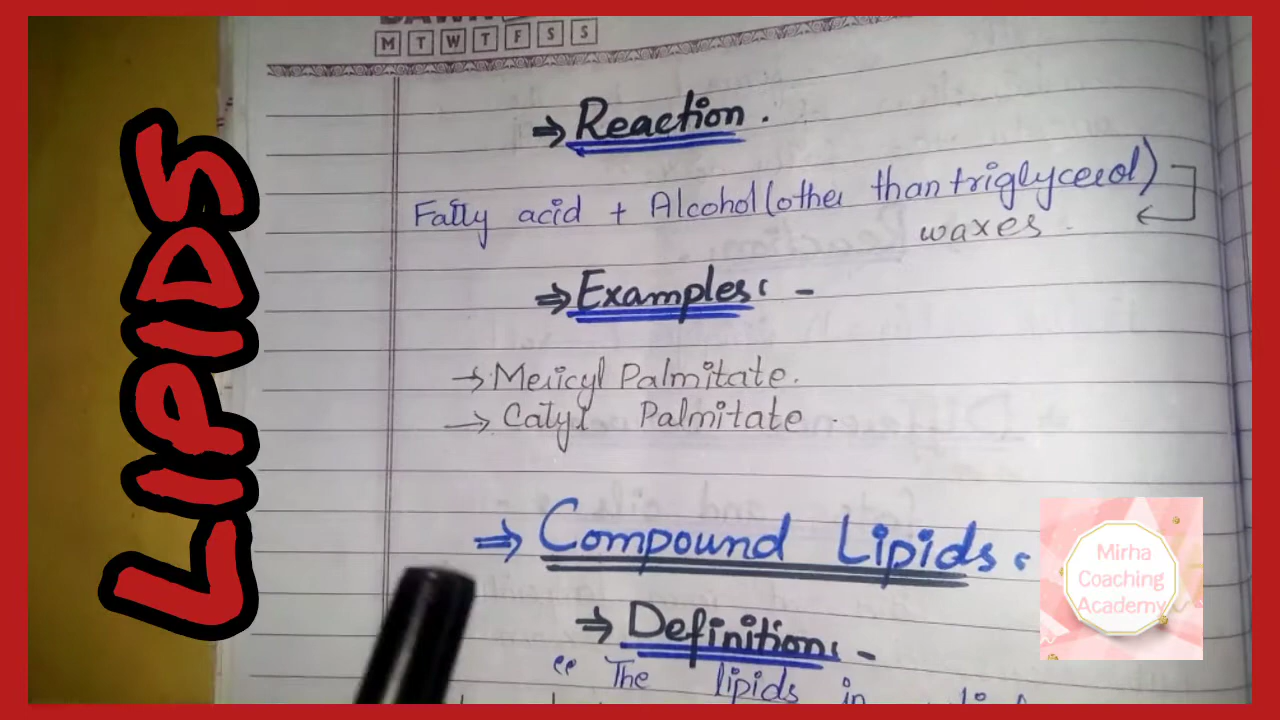 LIPIDS
M T W T F S S
⇒ Reaction.
Fatty acid + Alcohol (other than triglycerol)
waxes.
⇒ Examples: -
→ Mericyl Palmitate.
→ Catyl Palmitate.
⇒ Compound Lipids:
⇒ Definition: -
" The lipids in
Mirha
Coaching
Academy